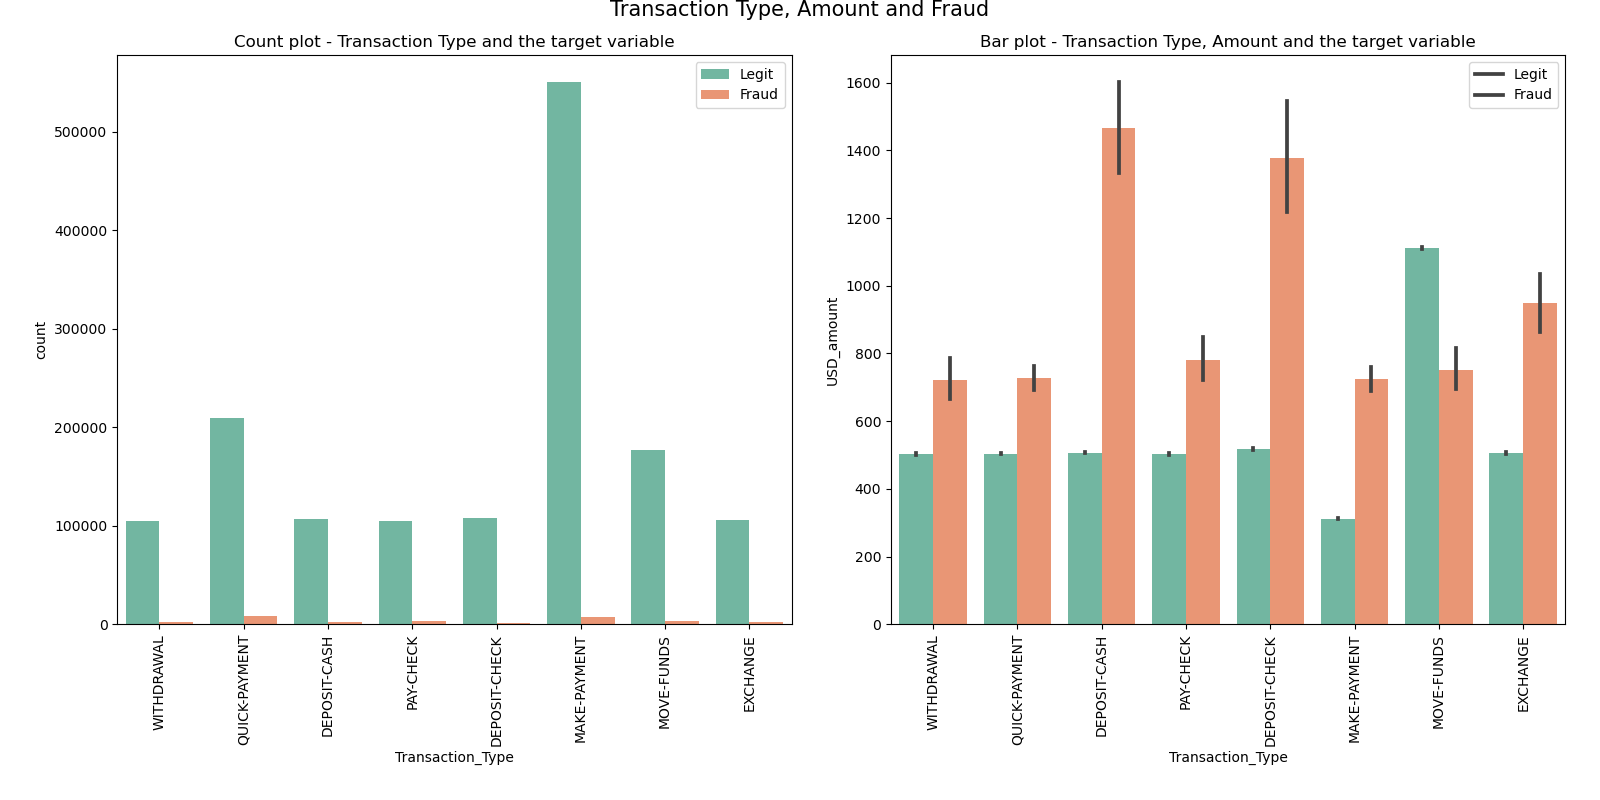 Transaction Type, Amount and Fraud
Count plot - Transaction Type and the target variable
Legit
Fraud
500000
400000
300000
200000
100000
0
count
WITHDRAWAL
QUICK-PAYMENT
DEPOSIT-CASH
PAY-CHECK
DEPOSIT-CHECK
MAKE-PAYMENT
MOVE-FUNDS
EXCHANGE
Transaction_Type
Bar plot - Transaction Type, Amount and the target variable
Legit
Fraud
1600
1400
1200
1000
800
600
400
200
0
USD_amount
WITHDRAWAL
QUICK-PAYMENT
DEPOSIT-CASH
PAY-CHECK
DEPOSIT-CHECK
MAKE-PAYMENT
MOVE-FUNDS
EXCHANGE
Transaction_Type